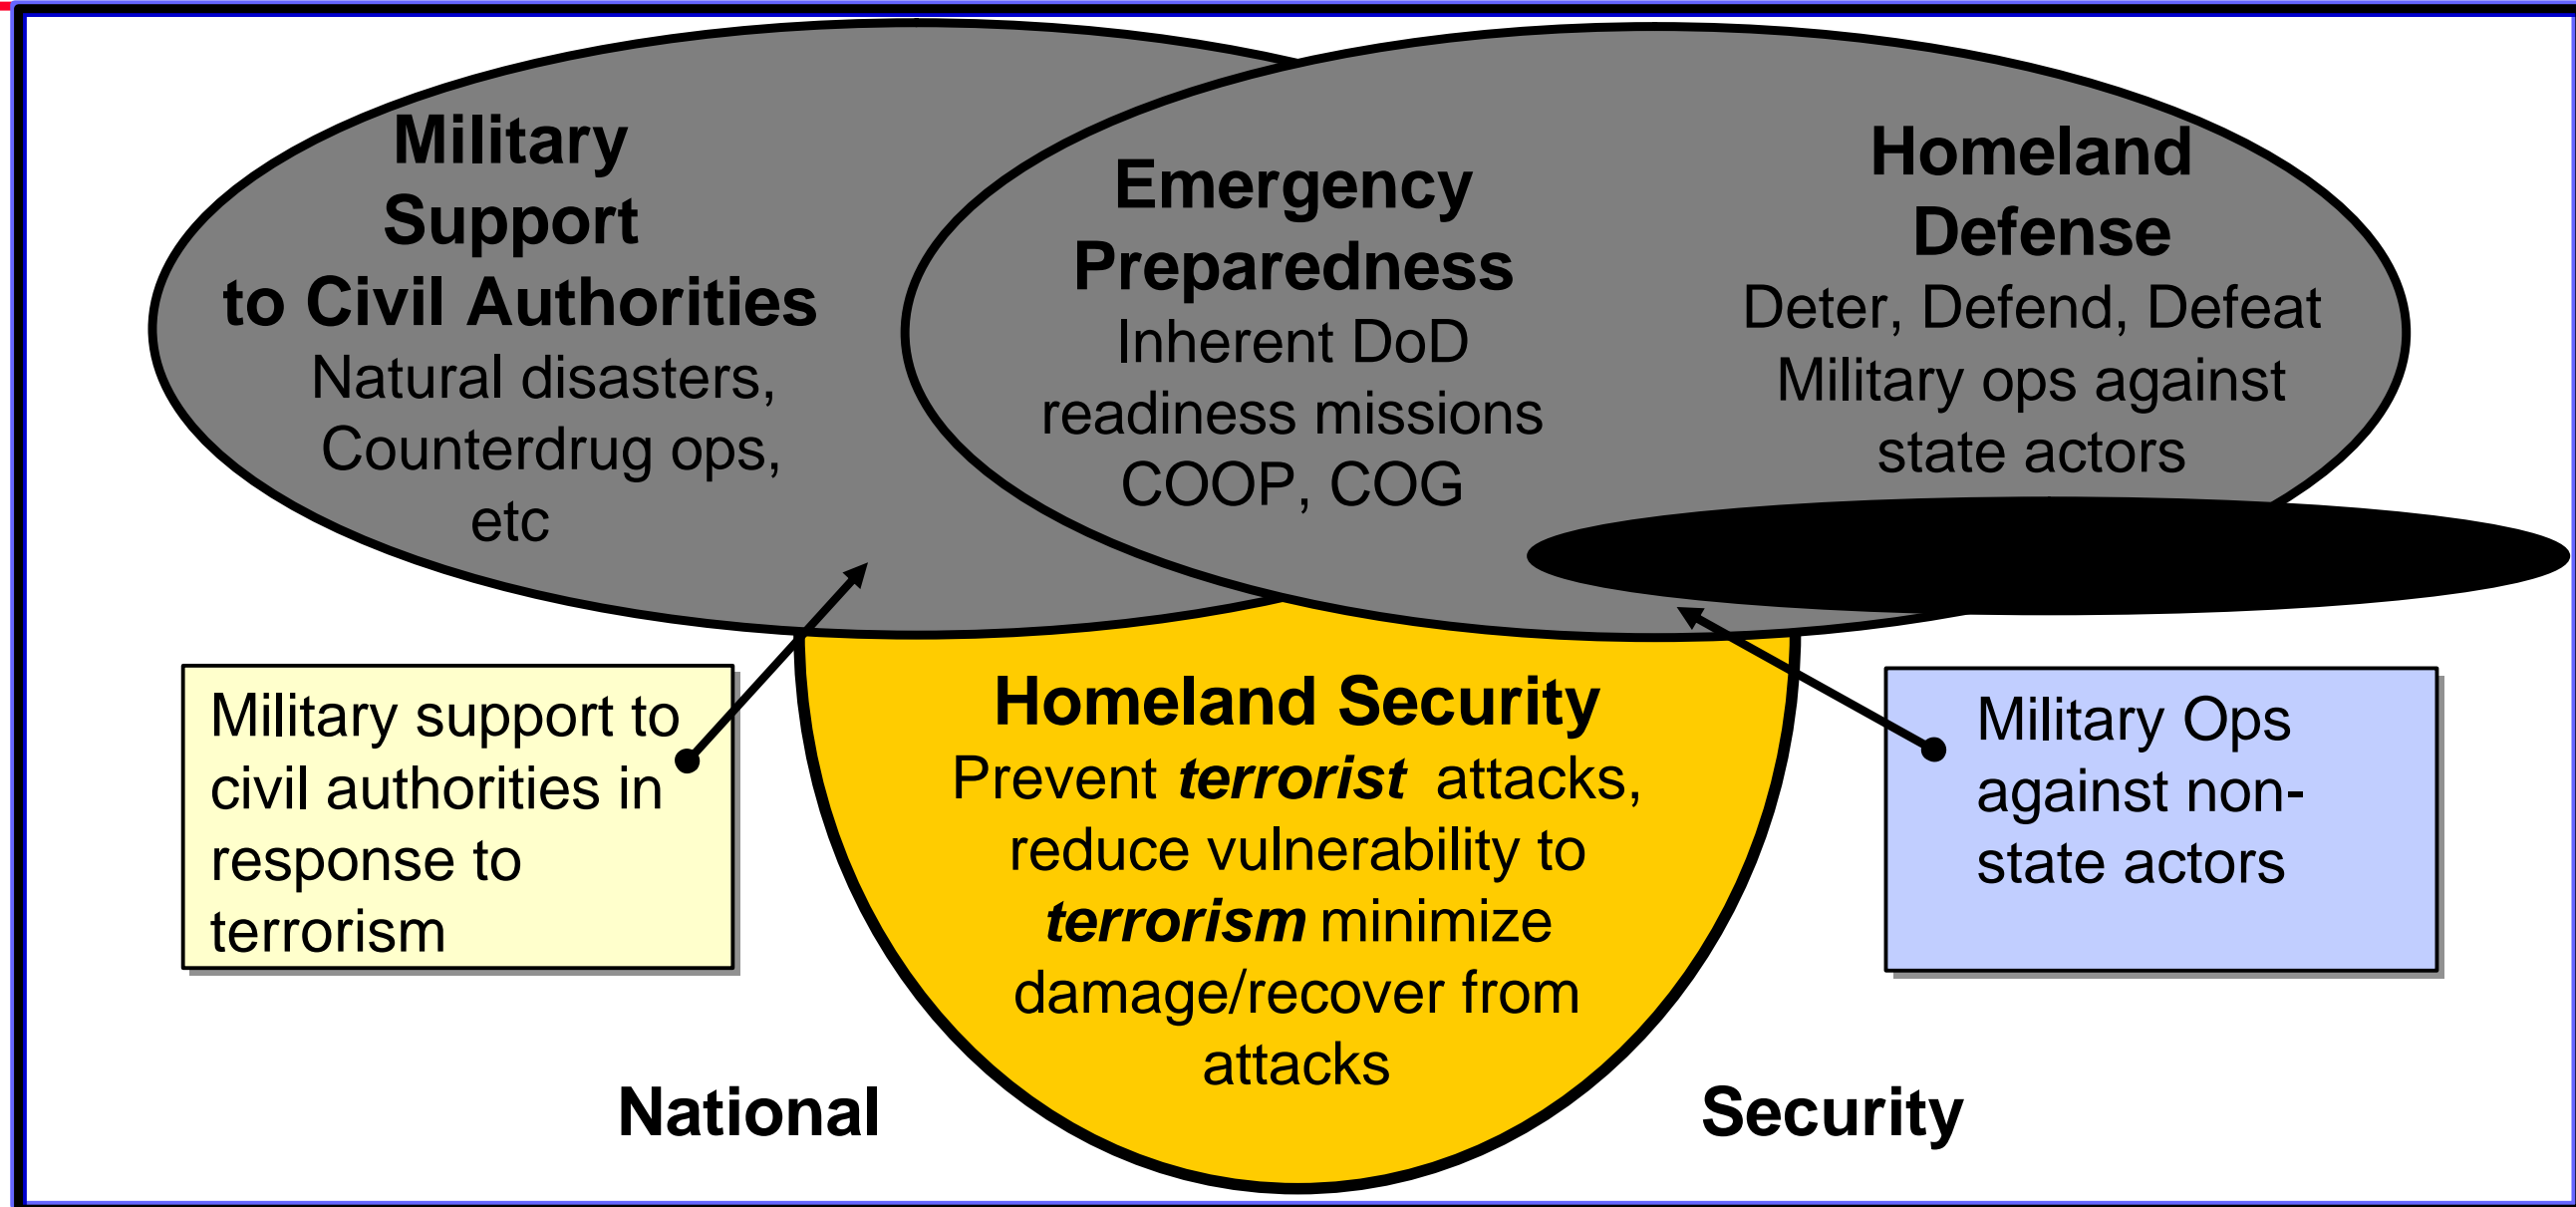 Military
Support
to Civil Authorities
Natural disasters,
Counterdrug ops,
etc
Emergency
Preparedness
Inherent DoD
readiness missions
COOP, COG
Homeland
Defense
Deter, Defend, Defeat
Military ops against
state actors
Military support to
civil authorities in
response to
terrorism
Homeland Security
Prevent terrorist attacks,
reduce vulnerability to
terrorism minimize
damage/recover from
attacks
Military Ops
against non-
state actors
National
Security